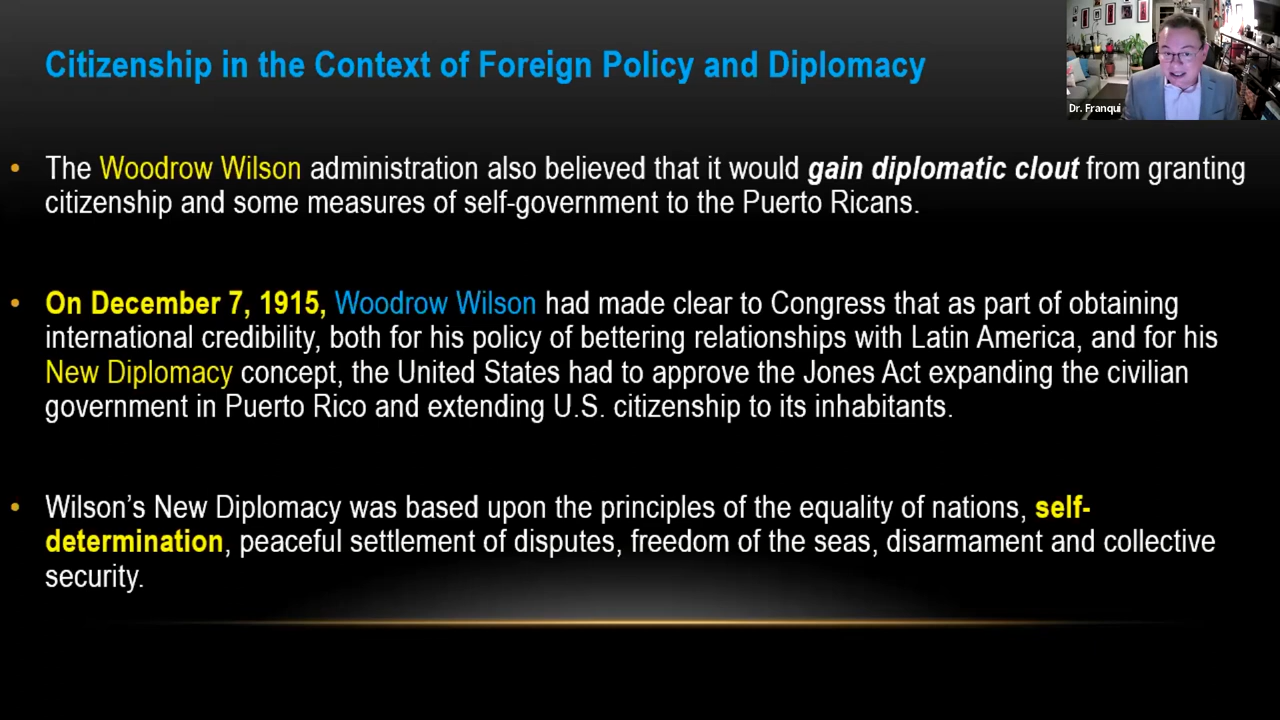 Citizenship in the Context of Foreign Policy and Diplomacy
Dr. Franqui
• The Woodrow Wilson administration also believed that it would gain diplomatic clout from granting
citizenship and some measures of self-government to the Puerto Ricans.
• On December 7, 1915, Woodrow Wilson had made clear to Congress that as part of obtaining
international credibility, both for his policy of bettering relationships with Latin America, and for his
New Diplomacy concept, the United States had to approve the Jones Act expanding the civilian
government in Puerto Rico and extending U.S. citizenship to its inhabitants.
• Wilson’s New Diplomacy was based upon the principles of the equality of nations, self-
determination, peaceful settlement of disputes, freedom of the seas, disarmament and collective
security.